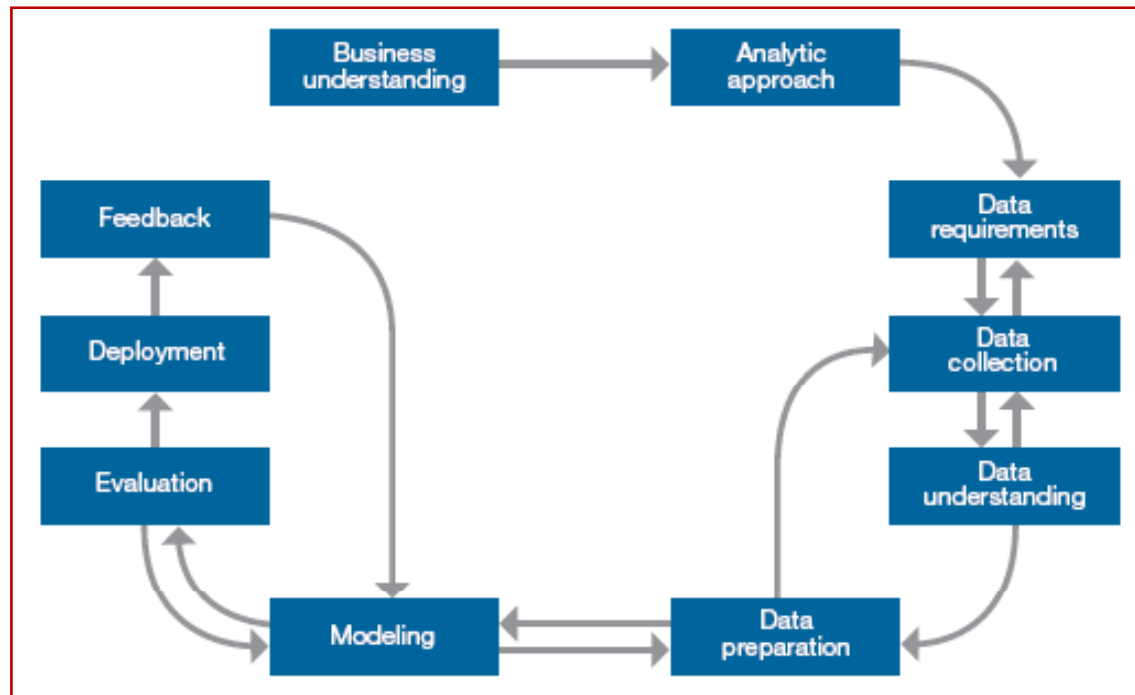 Business
understanding
Analytic
approach
Data
requirements
Data
collection
Data
understanding
Data
preparation
Modeling
Evaluation
Deployment
Feedback